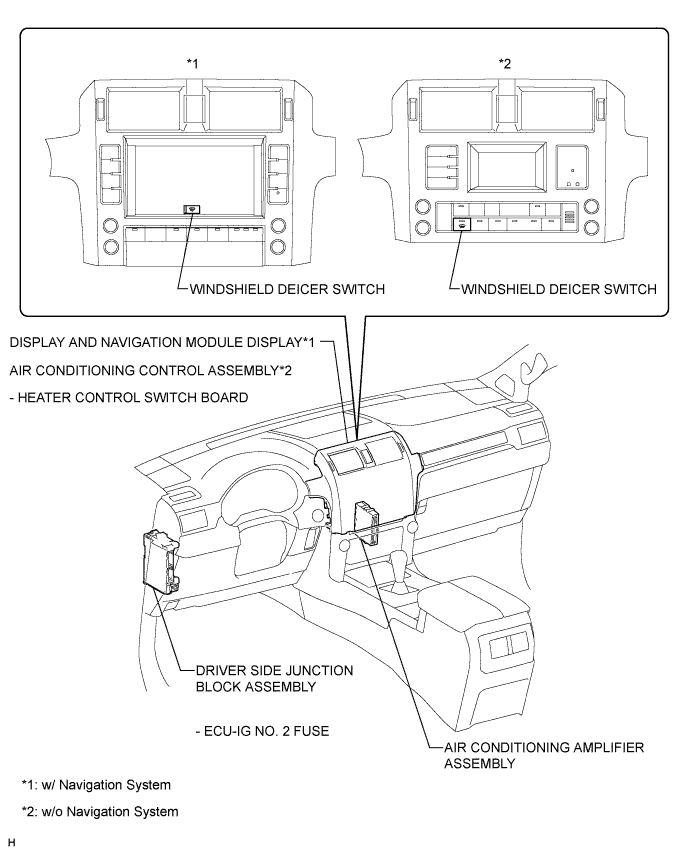 *1
*2
WINDSHIELD DEICER SWITCH
WINDSHIELD DEICER SWITCH
DISPLAY AND NAVIGATION MODULE DISPLAY*1
AIR CONDITIONING CONTROL ASSEMBLY*2
- HEATER CONTROL SWITCH BOARD
DRIVER SIDE JUNCTION
BLOCK ASSEMBLY
- ECU-IG NO. 2 FUSE
AIR CONDITIONING AMPLIFIER
ASSEMBLY
*1: w/ Navigation System
*2: w/o Navigation System
H